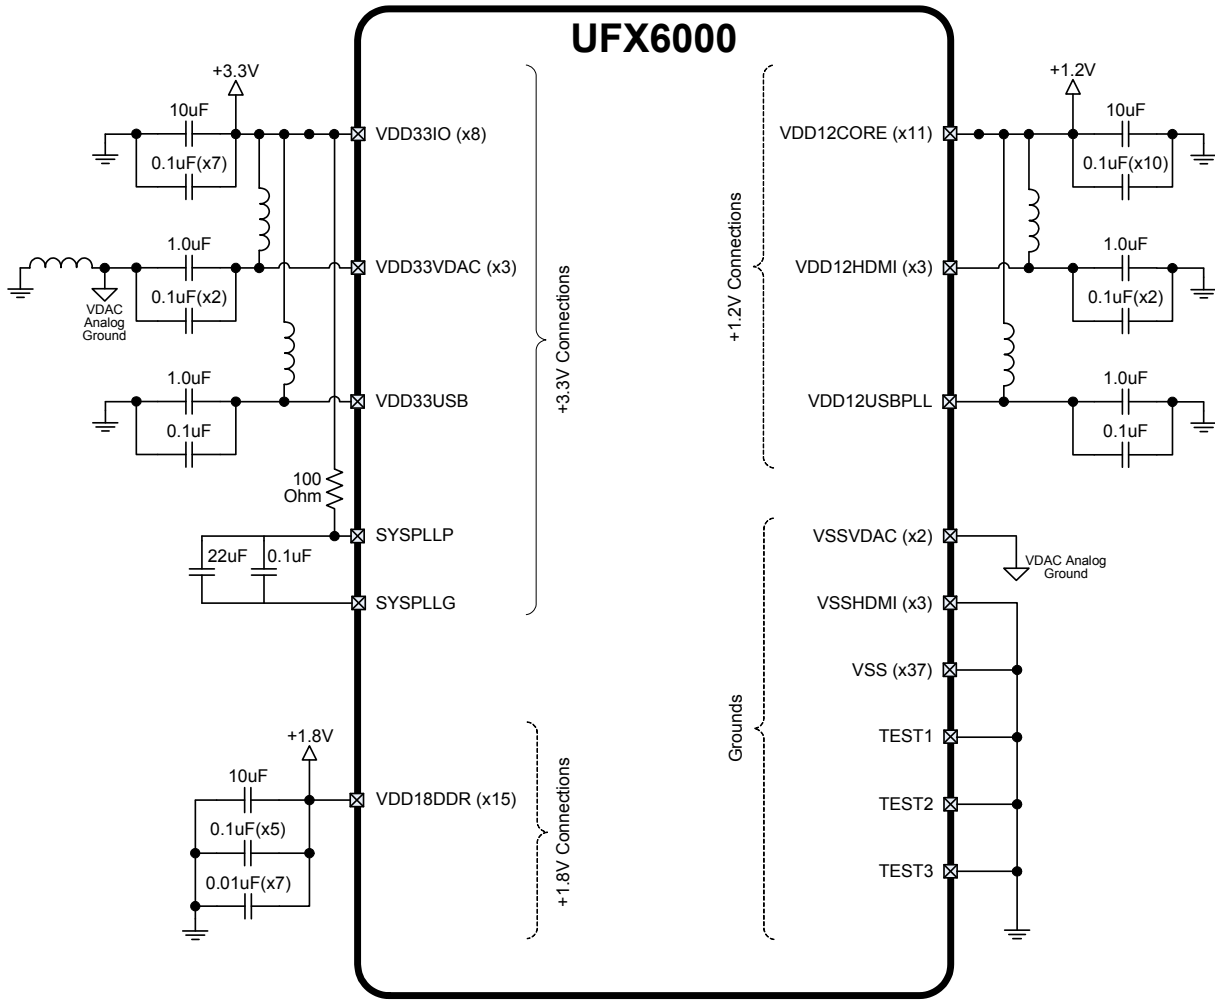 UFX6000
+3.3V
10uF
0.1uF(x7)
VDD33IO (x8)
1.0uF
0.1uF(x2)
VDD33VDAC (x3)
VDAC
Analog
Ground
1.0uF
0.1uF
VDD33USB
100
Ohm
SYSPLLP
22uF
0.1uF
SYSPLLG
+3.3V Connections
+1.8V
10uF
0.1uF(x5)
0.01uF(x7)
VDD18DDR (x15)
+1.8V Connections
+1.2V
VDD12CORE (x11)
10uF
0.1uF(x10)
+1.2V Connections
VDD12HDMI (x3)
1.0uF
0.1uF(x2)
VDD12USBPLL
1.0uF
0.1uF
VSSVDAC (x2)
VDAC Analog
Ground
VSSHDMI (x3)
VSS (x37)
Grounds
TEST1
TEST2
TEST3